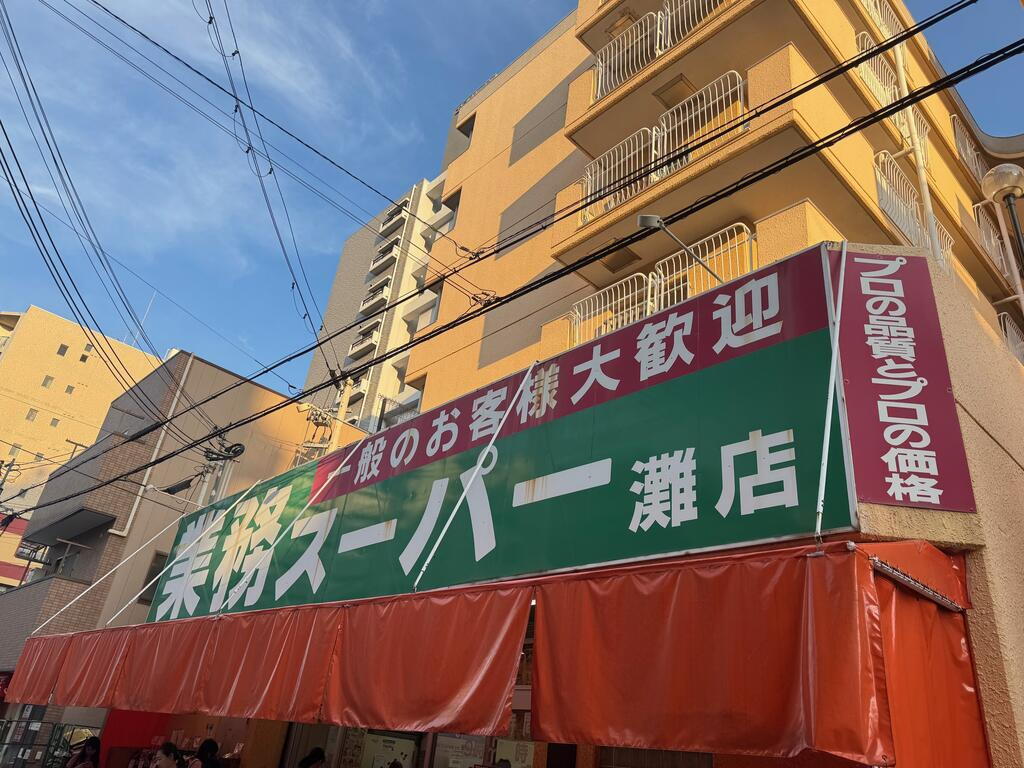 一般のお客様大歓迎
業務スーパー灘店
プロの品質とプロの価格